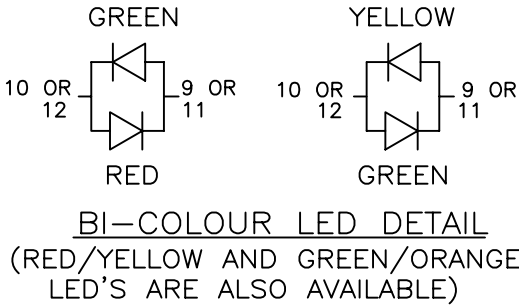 GREEN YELLOW
10 OR 9 OR 10 OR 9 OR
12 11 12 11
RED GREEN
BI-COLOUR LED DETAIL
(RED/YELLOW AND GREEN/ORANGE
LED'S ARE ALSO AVAILABLE)